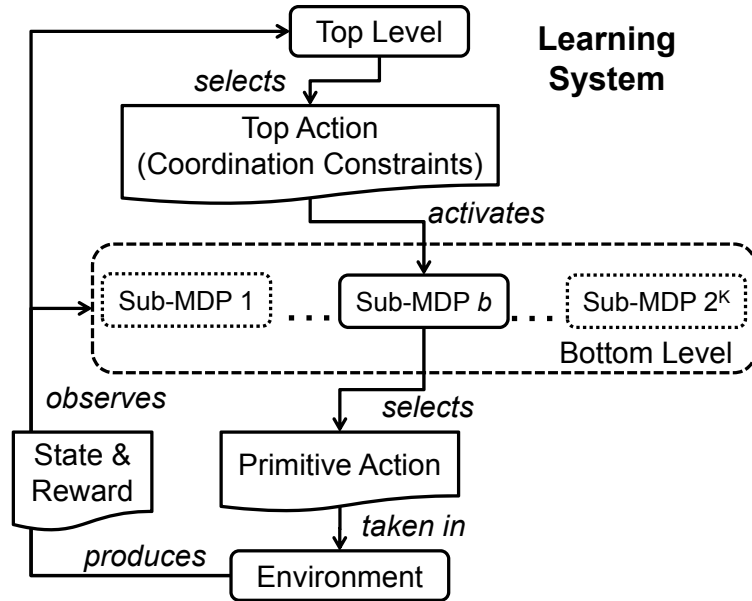 Top Level
Learning
System
selects
Top Action
(Coordination Constraints)
activates
Sub-MDP 1
...
Sub-MDP b
...
Sub-MDP 2ᴷ
Bottom Level
observes
selects
State &
Reward
Primitive Action
taken in
produces
Environment